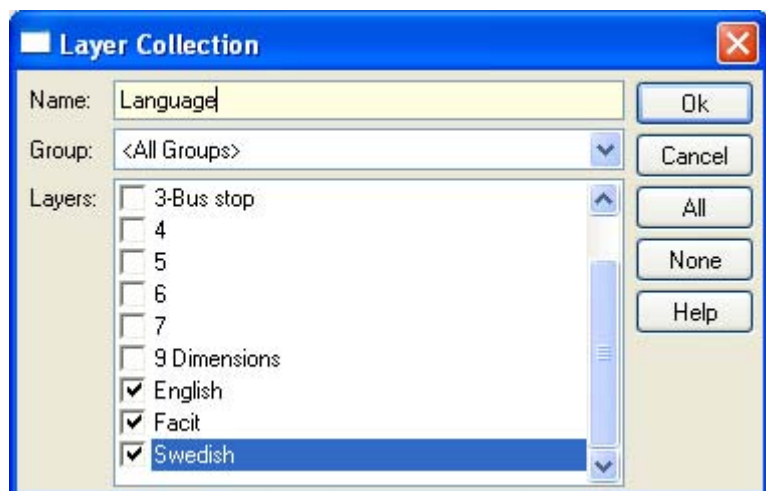 Layer Collection
Name: Language
Ok
Group: <All Groups>
Cancel
Layers:
3-Bus stop
All
4
5
None
6
Help
7
9 Dimensions
English
Facit
Swedish